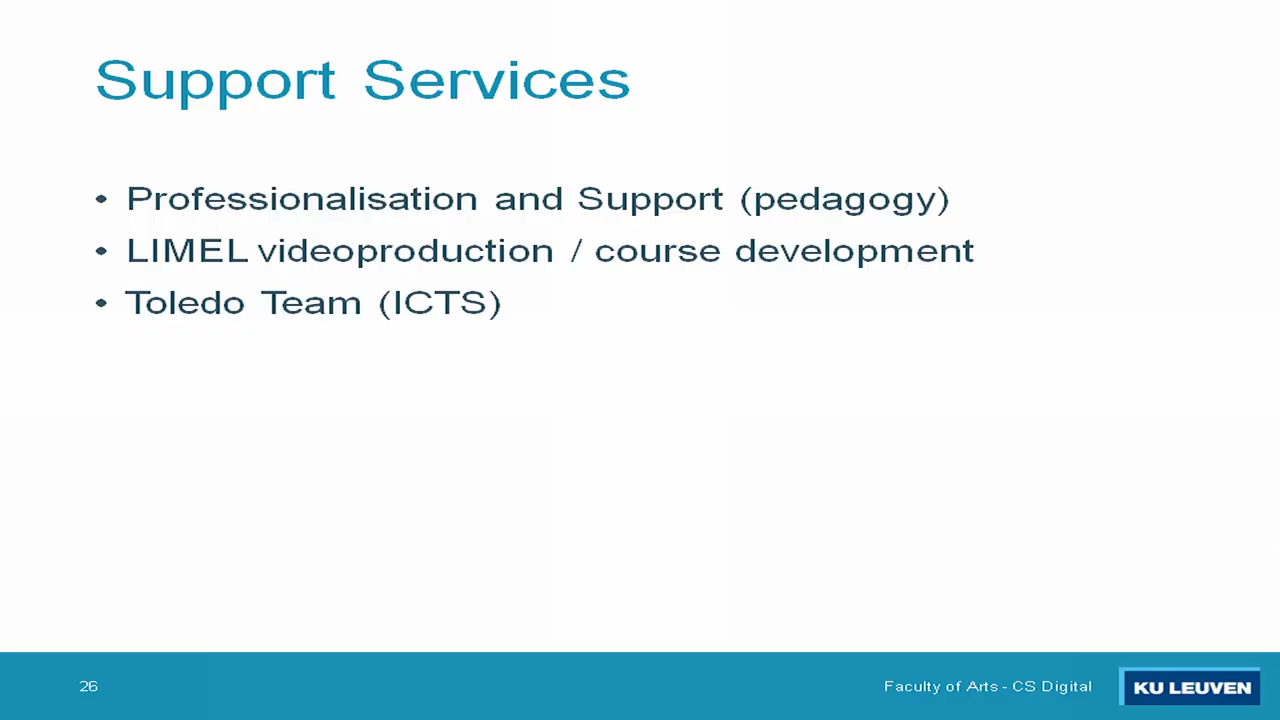 Support Services
• Professionalisation and Support (pedagogy)
• LIMEL videoproduction / course development
• Toledo Team (ICTS)
26
Faculty of Arts - CS Digital
KU LEUVEN